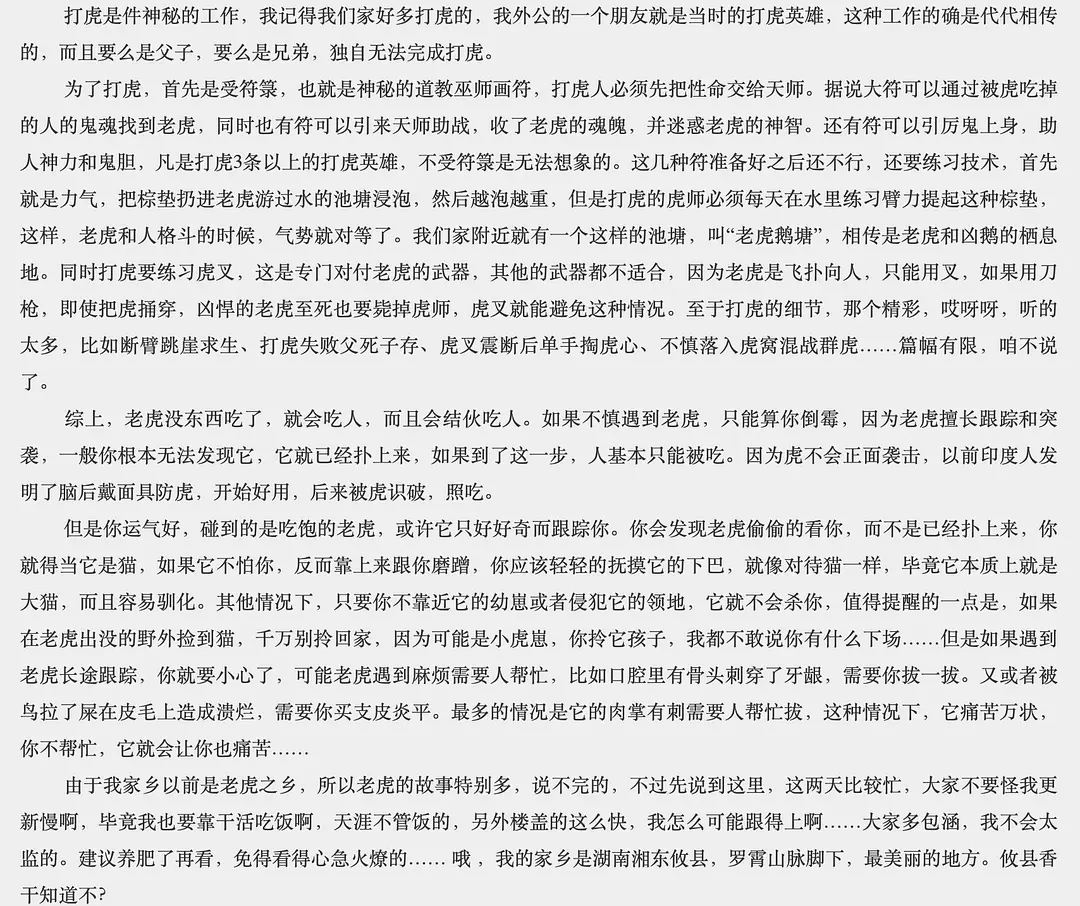 打虎是件神秘的工作，我记得我们家好多打虎的，我外公的一个朋友就是当时的打虎英雄，这种工作的确是代代相传
的，而且要么是父子，要么是兄弟，独自无法完成打虎。
为了打虎，首先是受符箓，也就是神秘的道教巫师画符，打虎人必须先把性命交给天师。据说大符可以通过被虎吃掉
的人的鬼魂找到老虎，同时也有符可以引来天师助战，收了老虎的魂魄，并迷惑老虎的神智。还有符可以引厉鬼上身，助
人神力和鬼胆，凡是打虎3条以上的打虎英雄，不受符箓是无法想象的。这几种符准备好之后还不行，还要练习技术，首先
就是力气，把棕垫扔进老虎游过水的池塘浸泡，然后越泡越重，但是打虎的虎师必须每天在水里练习臂力提起这种棕垫，
这样，老虎和人格斗的时候，气势就对等了。我们家附近就有一个这样的池塘，叫“老虎鹅塘”，相传是老虎和凶鹅的栖息
地。同时打虎要练习虎叉，这是专门对付老虎的武器，其他的武器都不适合，因为老虎是飞扑向人，只能用叉，如果用刀
枪，即使把虎捅穿，凶悍的老虎至死也要毙掉虎师，虎叉就能避免这种情况。至于打虎的细节，那个精彩，哎呀呀，听的
太多，比如断臂跳崖求生、打虎失败父死子存、虎叉震断后单手掏虎心、不慎落入虎窝混战群虎……篇幅有限，咱不说
了。
综上，老虎没东西吃了，就会吃人，而且会结伙吃人。如果不慎遇到老虎，只能算你倒霉，因为老虎擅长跟踪和突
袭，一般你根本无法发现它，它就已经扑上来，如果到了这一步，人基本只能被吃。因为虎不会正面袭击，以前印度人发
明了脑后戴面具防虎，开始好用，后来被虎识破，照吃。
但是你运气好，碰到的是吃饱的老虎，或许它只好好奇而跟踪你。你会发现老虎偷偷的看你，而不是已经扑上来，你
就得当它是猫，如果它不怕你，反而靠上来跟你磨蹭，你应该轻轻的抚摸它的下巴，就像对待猫一样，毕竟它本质上就是
大猫，而且容易驯化。其他情况下，只要你不靠近它的幼崽或者侵犯它的领地，它就不会杀你，值得提醒的一点是，如果
在老虎出没的野外捡到猫，千万别拎回家，因为可能是小虎崽，你拎它孩子，我都不敢说你有什么下场……但是如果遇到
老虎长途跟踪，你就要小心了，可能老虎遇到麻烦需要人帮忙，比如口腔里有骨头刺穿了牙龈，需要你拔一拔。又或者被
鸟拉了屎在皮毛上造成溃烂，需要你买支皮炎平。最多的情况是它的肉掌有刺需要人帮忙拔，这种情况下，它痛苦万状，
你不帮忙，它就会让你也痛苦……
由于我家乡以前是老虎之乡，所以老虎的故事特别多，说不完的，不过先说到这里，这两天比较忙，大家不要怪我更
新慢啊，毕竟我也要靠干活吃饭啊，天涯不管饭的，另外楼盖的这么快，我怎么可能跟得上啊……大家多包涵，我不会太
监的。建议养肥了再看，免得看得心急火燎的…… 哦 ，我的家乡是湖南湘东攸县，罗霄山脉脚下，最美丽的地方。攸县香
干知道不?